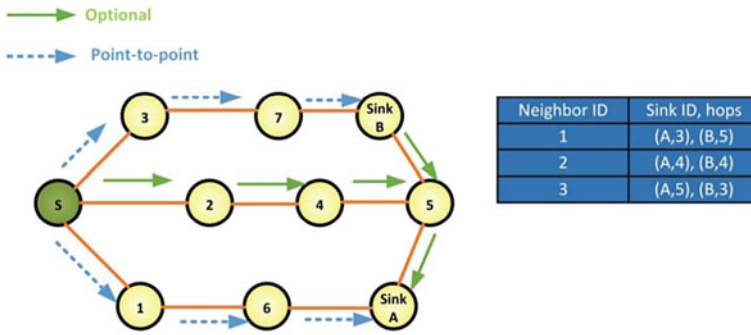 Optional
Point-to-point
3
7
Sink
B
S
2
4
5
1
6
Sink
A
Neighbor ID Sink ID, hops
1 (A,3), (B,5)
2 (A,4), (B,4)
3 (A,5), (B,3)